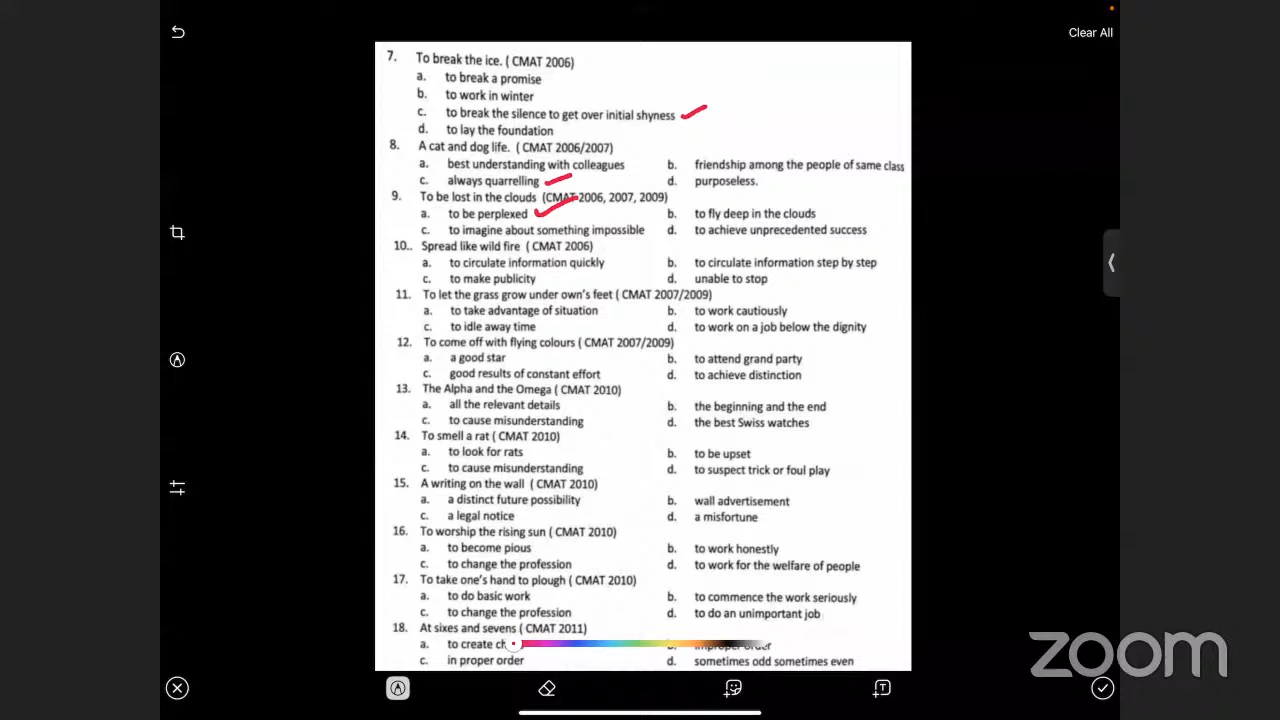 Clear All
7. To break the ice. ( CMAT 2006)
a. to break a promise
b. to work in winter
c. to break the silence to get over initial shyness
d. to lay the foundation
8. A cat and dog life. ( CMAT 2006/2007)
a. best understanding with colleagues b. friendship among the people of same class
c. always quarrelling d. purposeless.
9. To be lost in the clouds (CMAT 2006, 2007, 2009)
a. to be perplexed b. to fly deep in the clouds
c. to imagine about something impossible d. to achieve unprecedented success
10.. Spread like wild fire ( CMAT 2006)
a. to circulate information quickly b. to circulate information step by step
c. to make publicity d. unable to stop
11. To let the grass grow under own's feet ( CMAT 2007/2009)
a. to take advantage of situation b. to work cautiously
c. to idle away time d. to work on a job below the dignity
12. To come off with flying colours ( CMAT 2007/2009)
a. a good star b. to attend grand party
c. good results of constant effort d. to achieve distinction
13. The Alpha and the Omega ( CMAT 2010)
a. all the relevant details b. the beginning and the end
c. to cause misunderstanding d. the best Swiss watches
14. To smell a rat ( CMAT 2010)
a. to look for rats b. to be upset
c. to cause misunderstanding d. to suspect trick or foul play
15. A writing on the wall ( CMAT 2010)
a. a distinct future possibility b. wall advertisement
c. a legal notice d. a misfortune
16. To worship the rising sun ( CMAT 2010)
a. to become pious b. to work honestly
c. to change the profession d. to work for the welfare of people
17. To take one's hand to plough ( CMAT 2010)
a. to do basic work b. to commence the work seriously
c. to change the profession d. to do an unimportant job
18. At sixes and sevens ( CMAT 2011)
a. to create b. improper order
c. in proper order d. sometimes odd sometimes even
zoom